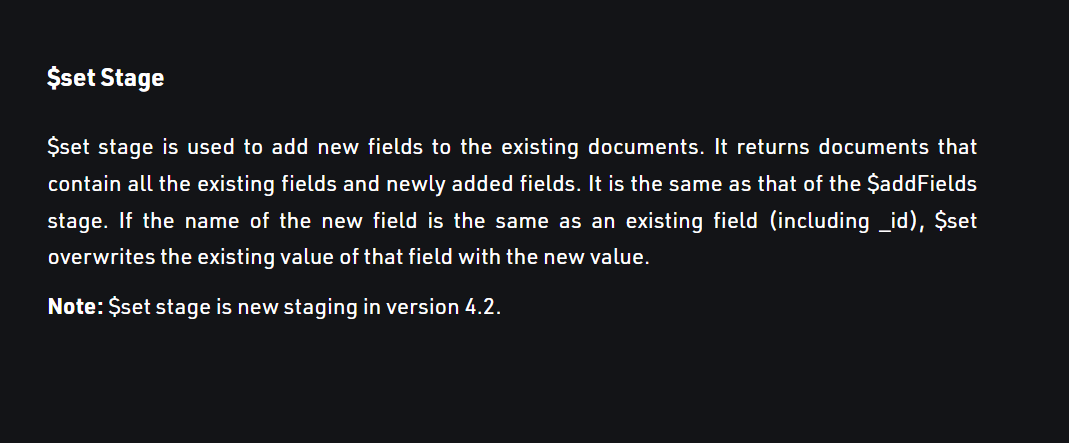 $set Stage
$set stage is used to add new fields to the existing documents. It returns documents that
contain all the existing fields and newly added fields. It is the same as that of the $addFields
stage. If the name of the new field is the same as an existing field (including _id), $set
overwrites the existing value of that field with the new value.
Note: $set stage is new staging in version 4.2.